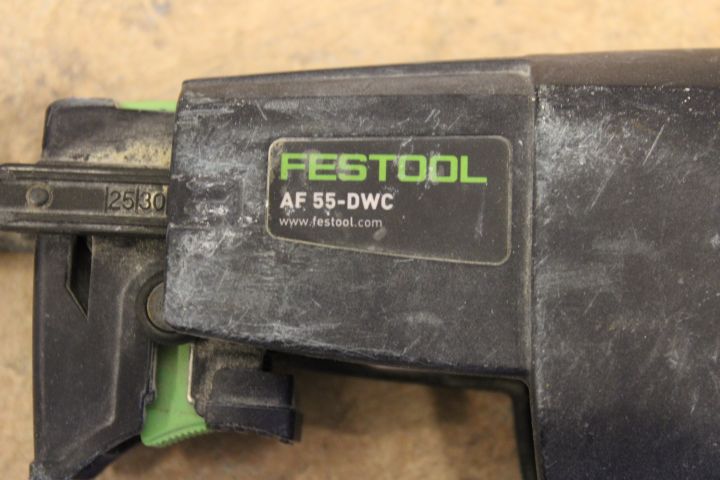 FESTOOL
AF 55-DWC
www.festool.com
|25|30